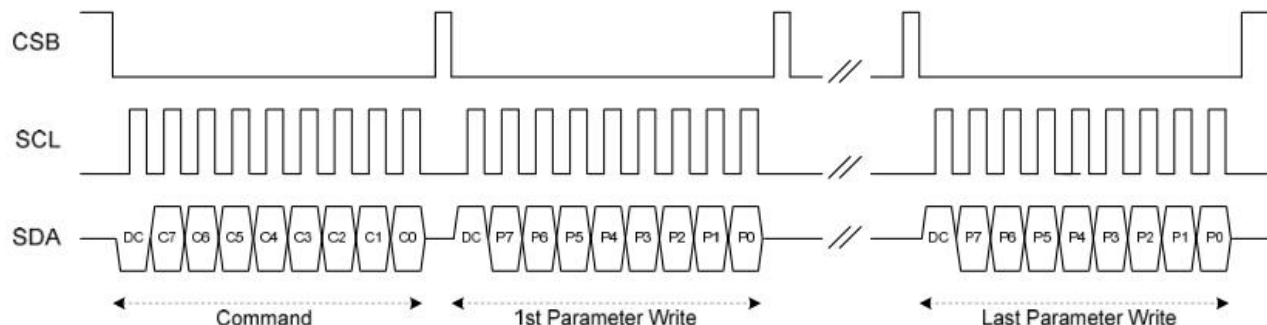 CSB
SCL
SDA DC C7 C6 C5 C4 C3 C2 C1 C0 DC P7 P6 P5 P4 P3 P2 P1 P0 DC P7 P6 P5 P4 P3 P2 P1 P0
Command 1st Parameter Write Last Parameter Write